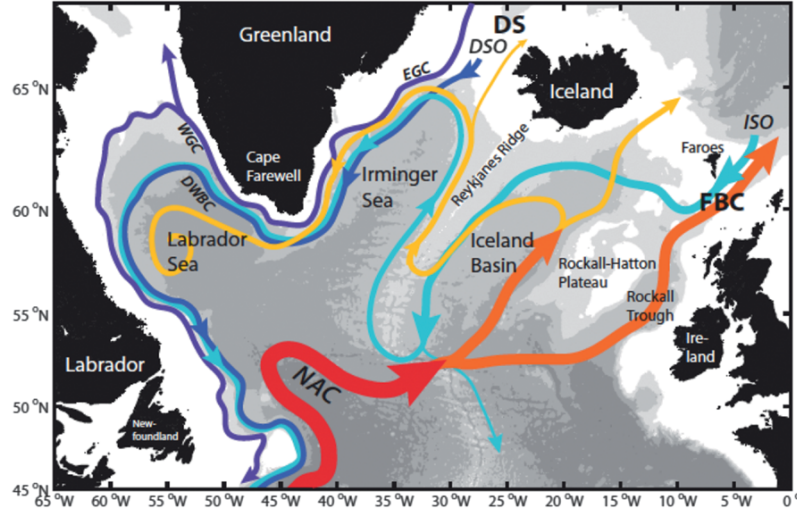 Greenland
DS
DSO
EGC
65 °N
Iceland
WGC
ISO
Cape
Farewell
Irminger
Sea
Reykjanes Ridge
Faroes
DWBC
FBC
60 °N
Labrador
Sea
Iceland
Basin
Rockall-Hatton
Plateau
Rockall
Trough
55 °N
Ire-
land
Labrador
NAC
50 °N
New-
foundland
45 °N
65 °W 60 °W 55 °W 50 °W 45 °W 40 °W 35 °W 30 °W 25 °W 20 °W 15 °W 10 °W 5 °W 0 °